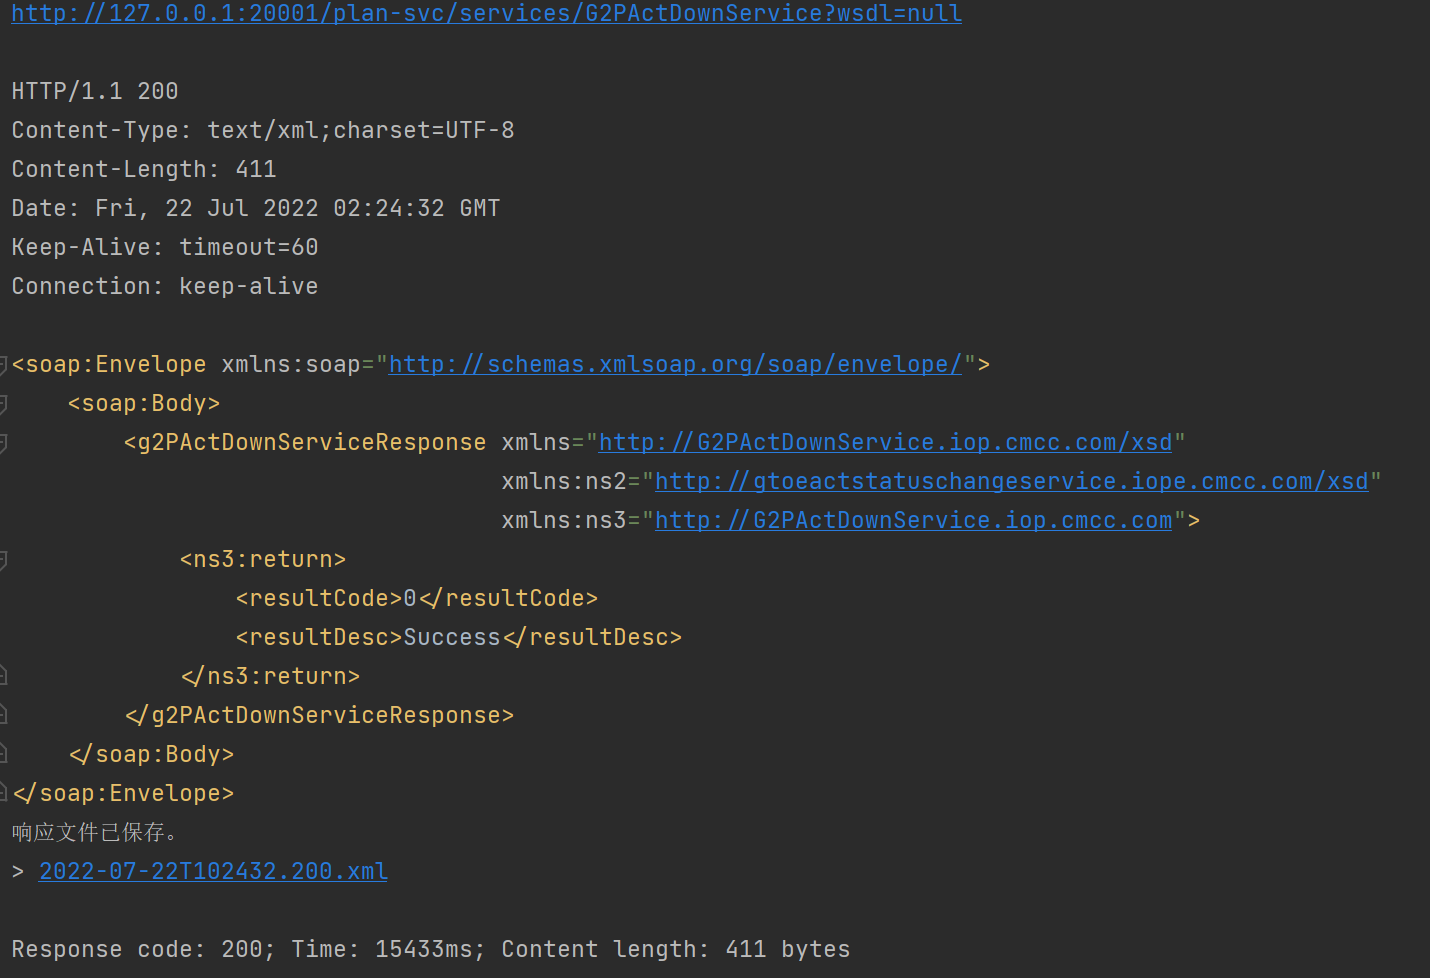 http://127.0.0.1:20001/plan-svc/services/G2PActDownService?wsdl=null
HTTP/1.1 200
Content-Type: text/xml;charset=UTF-8
Content-Length: 411
Date: Fri, 22 Jul 2022 02:24:32 GMT
Keep-Alive: timeout=60
Connection: keep-alive
<soap:Envelope xmlns:soap="http://schemas.xmlsoap.org/soap/envelope/">
<soap:Body>
<g2PActDownServiceResponse xmlns="http://G2PActDownService.iop.cmcc.com/xsd"
xmlns:ns2="http://gtoeactstatuschangeservice.iope.cmcc.com/xsd"
xmlns:ns3="http://G2PActDownService.iop.cmcc.com">
<ns3:return>
<resultCode>0</resultCode>
<resultDesc>Success</resultDesc>
</ns3:return>
</g2PActDownServiceResponse>
</soap:Body>
</soap:Envelope>
响应文件已保存。
> 2022-07-22T102432.200.xml
Response code: 200; Time: 15433ms; Content length: 411 bytes